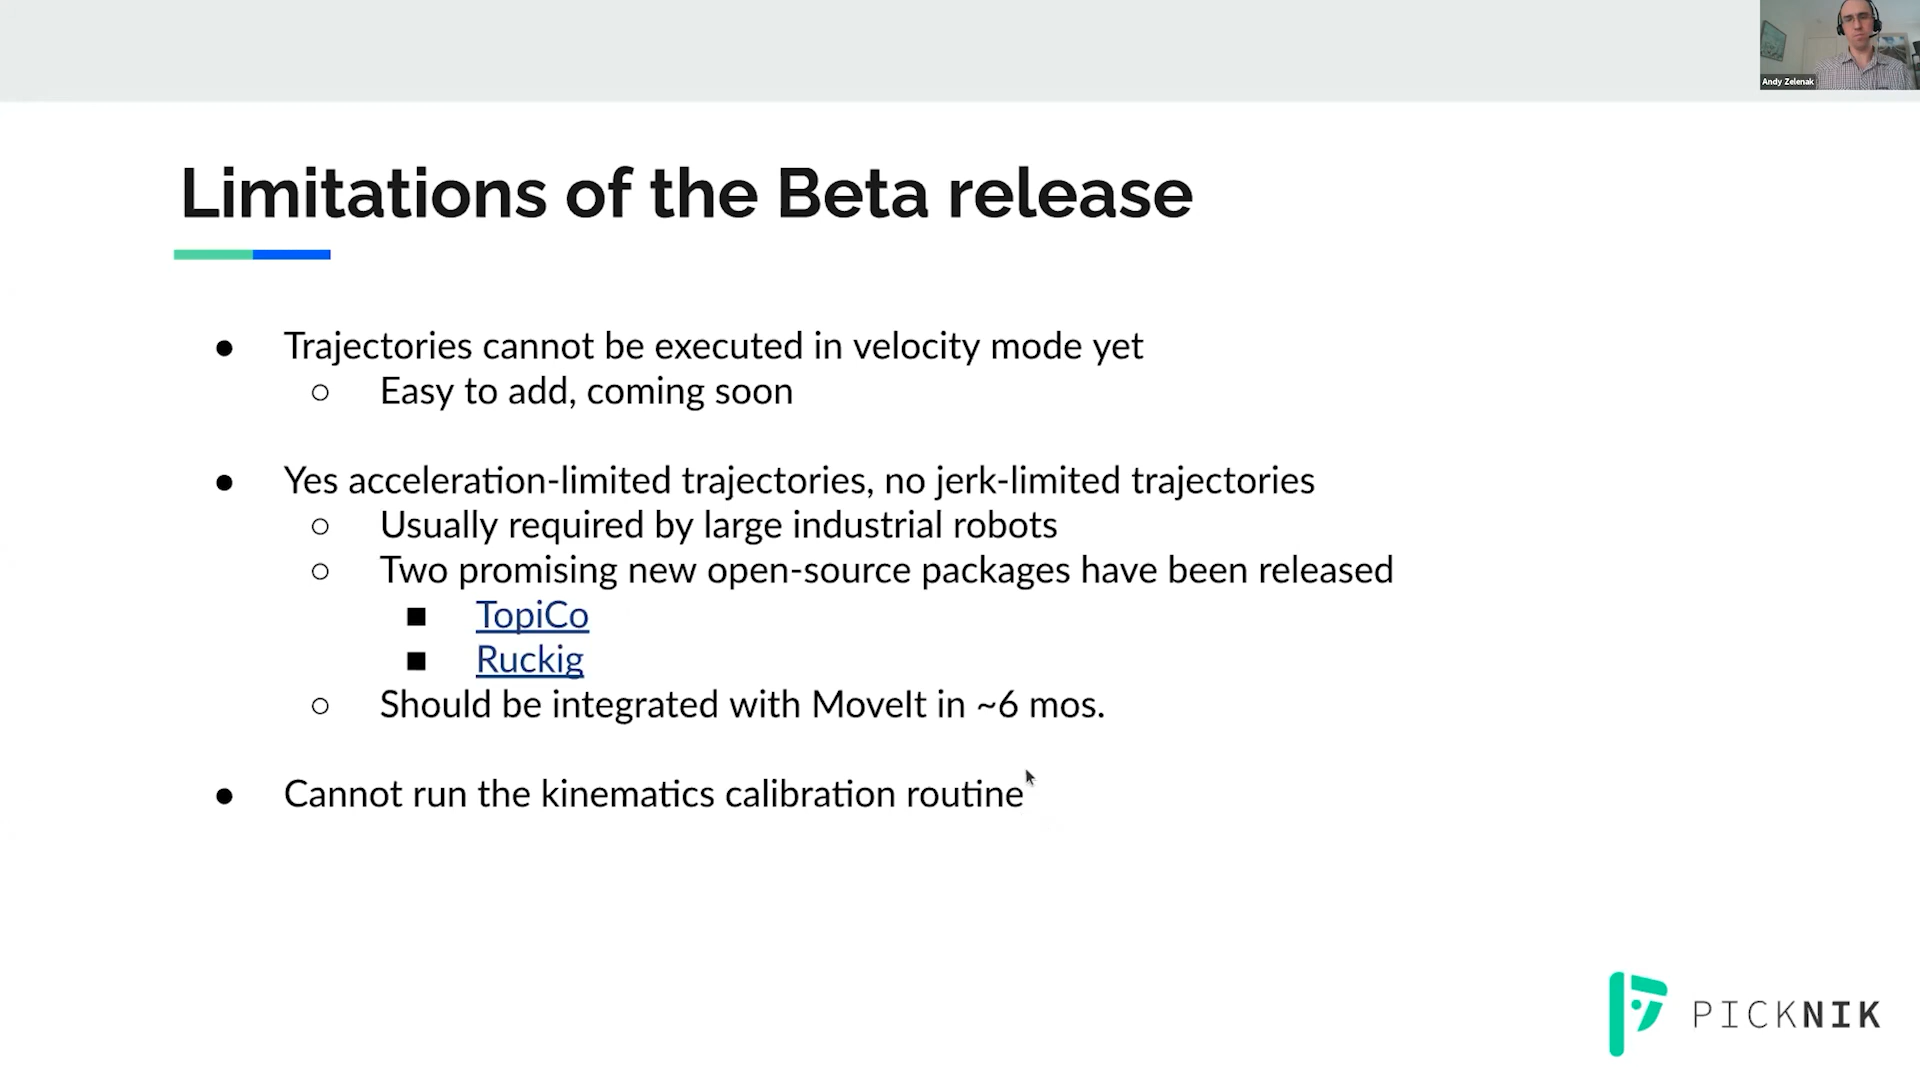 Andy Zelenak
Limitations of the Beta release
● Trajectories cannot be executed in velocity mode yet
○ Easy to add, coming soon
● Yes acceleration-limited trajectories, no jerk-limited trajectories
○ Usually required by large industrial robots
○ Two promising new open-source packages have been released
■ TopiCo
■ Ruckig
○ Should be integrated with MoveIt in ~6 mos.
● Cannot run the kinematics calibration routine
PICKNIK